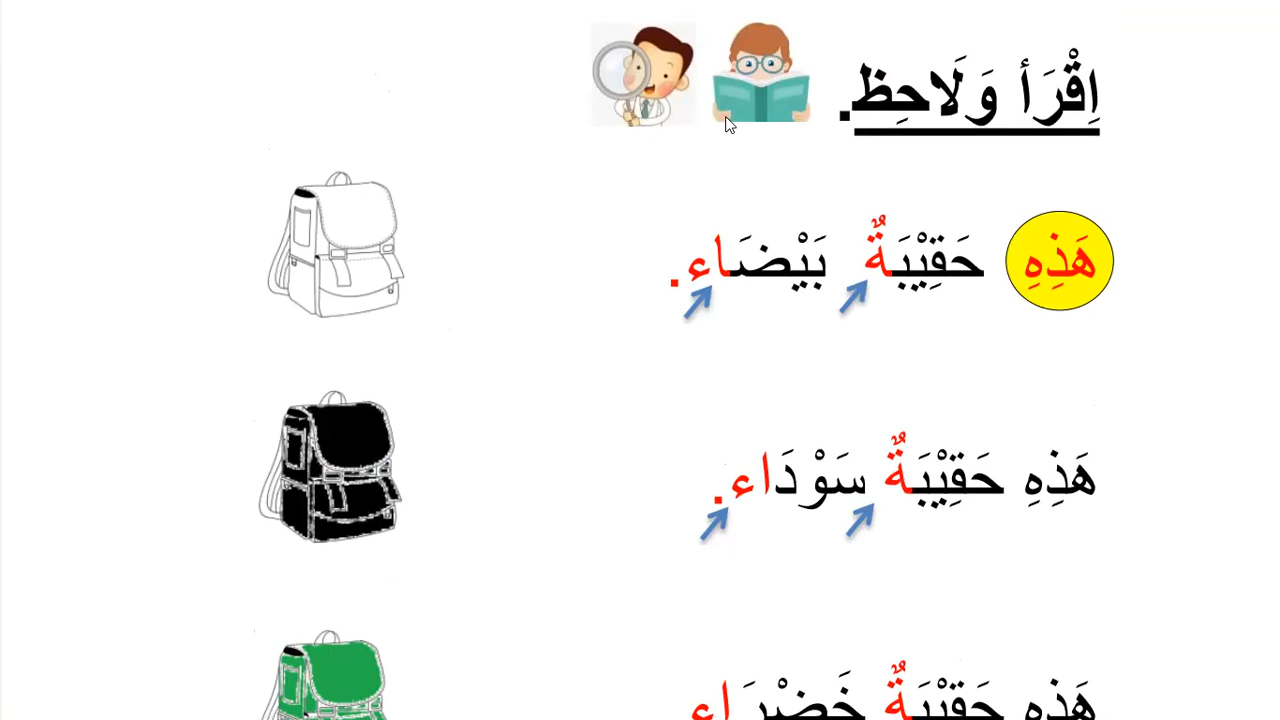 اِقْرَأ وَلَاحِظ.
هَذِهِ حَقِيْبَةٌ بَيْضَاء.
هَذِهِ حَقِيْبَةٌ سَوْدَاء.
هَذِهِ حَقِيْبَةٌ خَضْرَاء